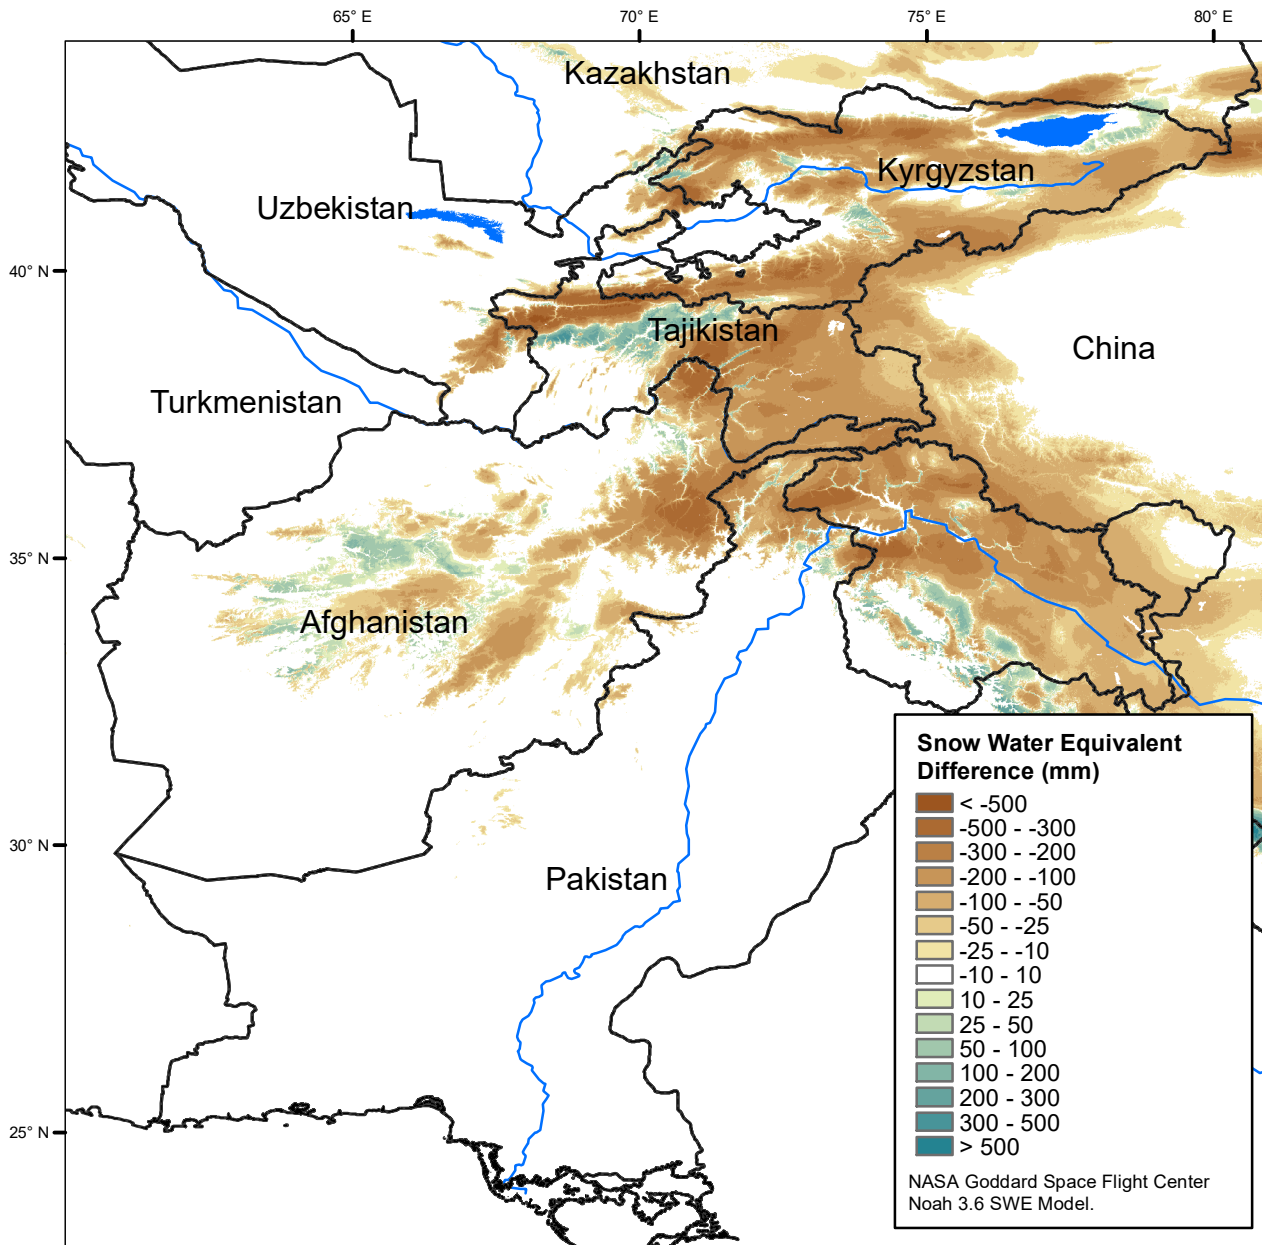 65° E
70° E
75° E
80° E
Kazakhstan
Kyrgyzstan
Uzbekistan
40° N
Tajikistan
China
Turkmenistan
35° N
Afghanistan
30° N
Pakistan
25° N
Snow Water Equivalent
Difference (mm)
< -500
-500 - -300
-300 - -200
-200 - -100
-100 - -50
-50 - -25
-25 - -10
-10 - 10
10 - 25
25 - 50
50 - 100
100 - 200
200 - 300
300 - 500
> 500
NASA Goddard Space Flight Center
Noah 3.6 SWE Model.